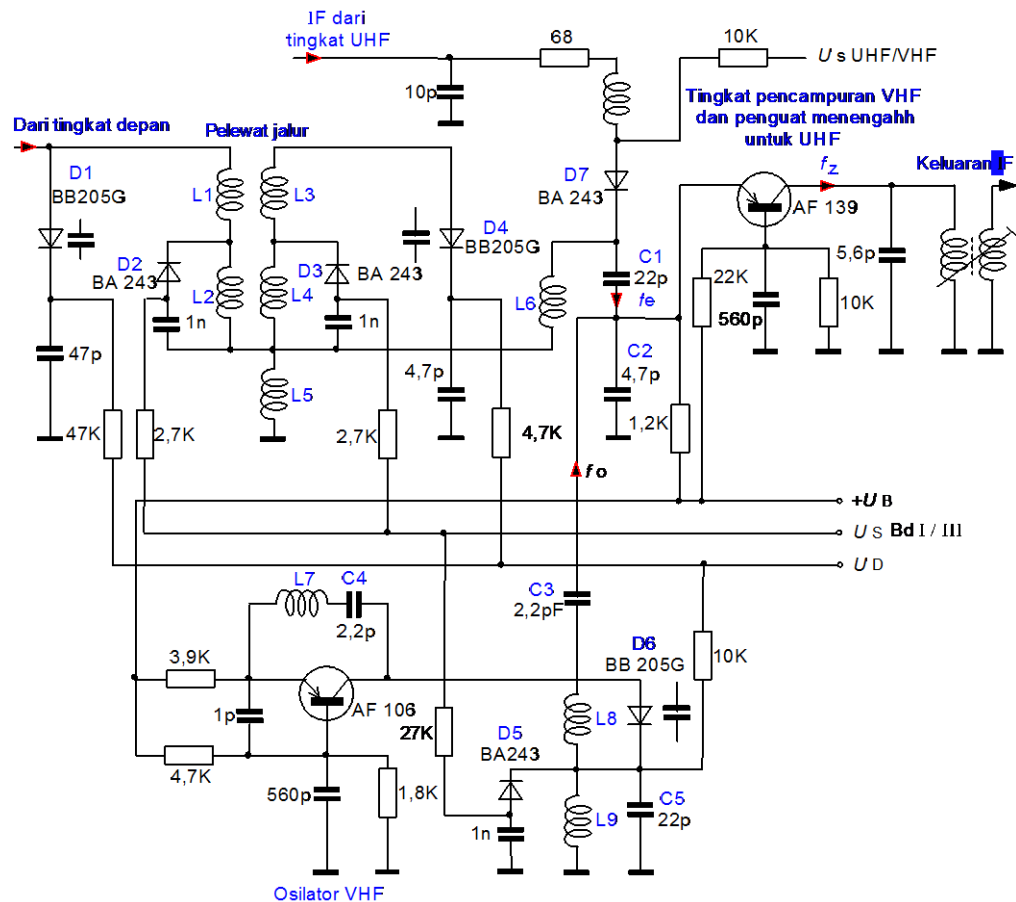 IF dari
tingkat UHF
68
10K
U s UHF/VHF
10p
Tingkat pencampuran VHF
dan penguat menengahh
untuk UHF
Dari tingkat depan
Pelewat jalur
fz
Keluaran IF
D1
BB205G
L1
L3
D7
BA 243
AF 139
D4
BB205G
D2
BA 243
D3
BA 243
C1
22p
5,6p
22K
10K
L2
L4
L6
fe
560p
1n
1n
C2
4,7p
47p
4,7p
L5
1,2K
47K
2,7K
2,7K
4,7K
fo
+U B
U S Bd I / III
U D
L7
C4
2,2p
C3
2,2pF
D6
BB 205G
10K
3,9K
AF 106
1p
27K
L8
D5
BA243
4,7K
560p
1,8K
1n
L9
C5
22p
Osilator VHF